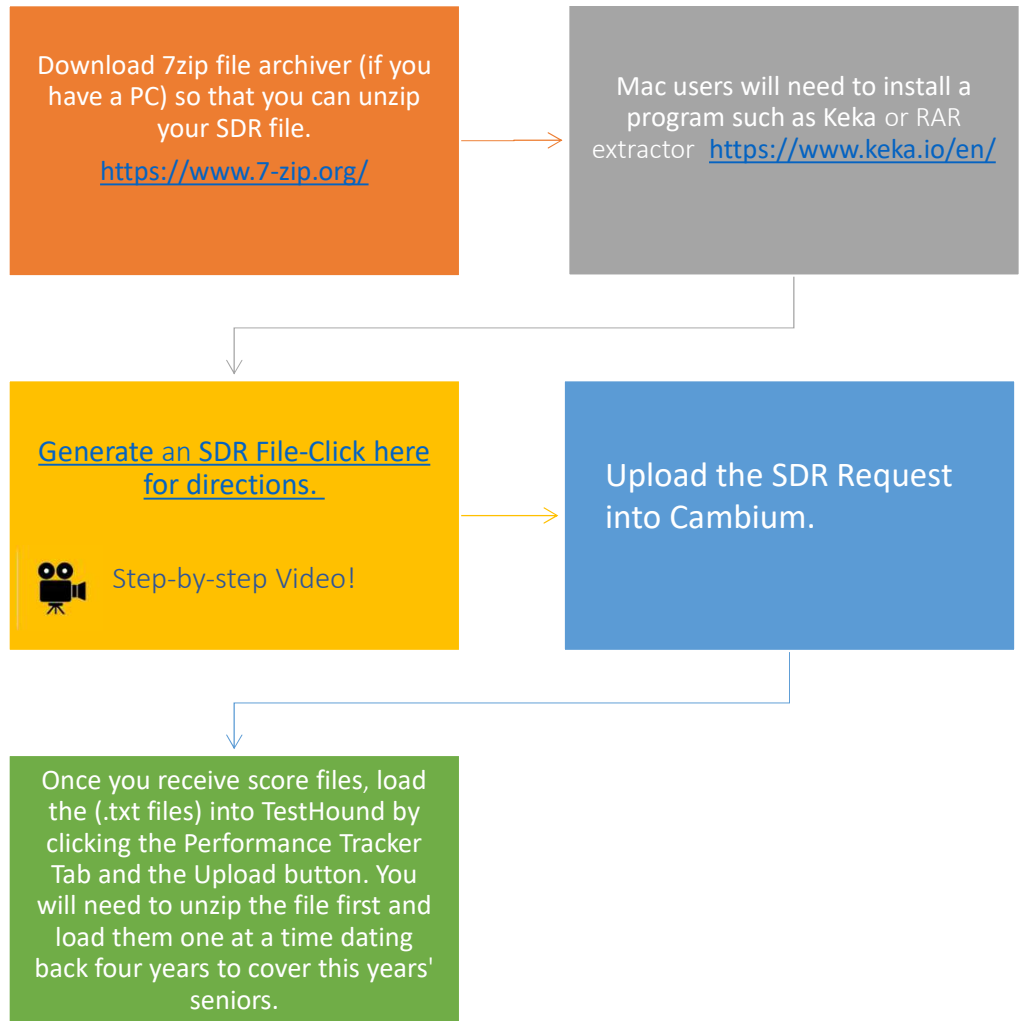 Download 7zip file archiver (if you
have a PC) so that you can unzip
your SDR file.
https://www.7-zip.org/
Mac users will need to install a
program such as Keka or RAR
extractor https://www.keka.io/en/
Generate an SDR File-Click here
for directions.
Step-by-step Video!
Upload the SDR Request
into Cambium.
Once you receive score files, load
the (.txt files) into TestHound by
clicking the Performance Tracker
Tab and the Upload button. You
will need to unzip the file first and
load them one at a time dating
back four years to cover this years'
seniors.